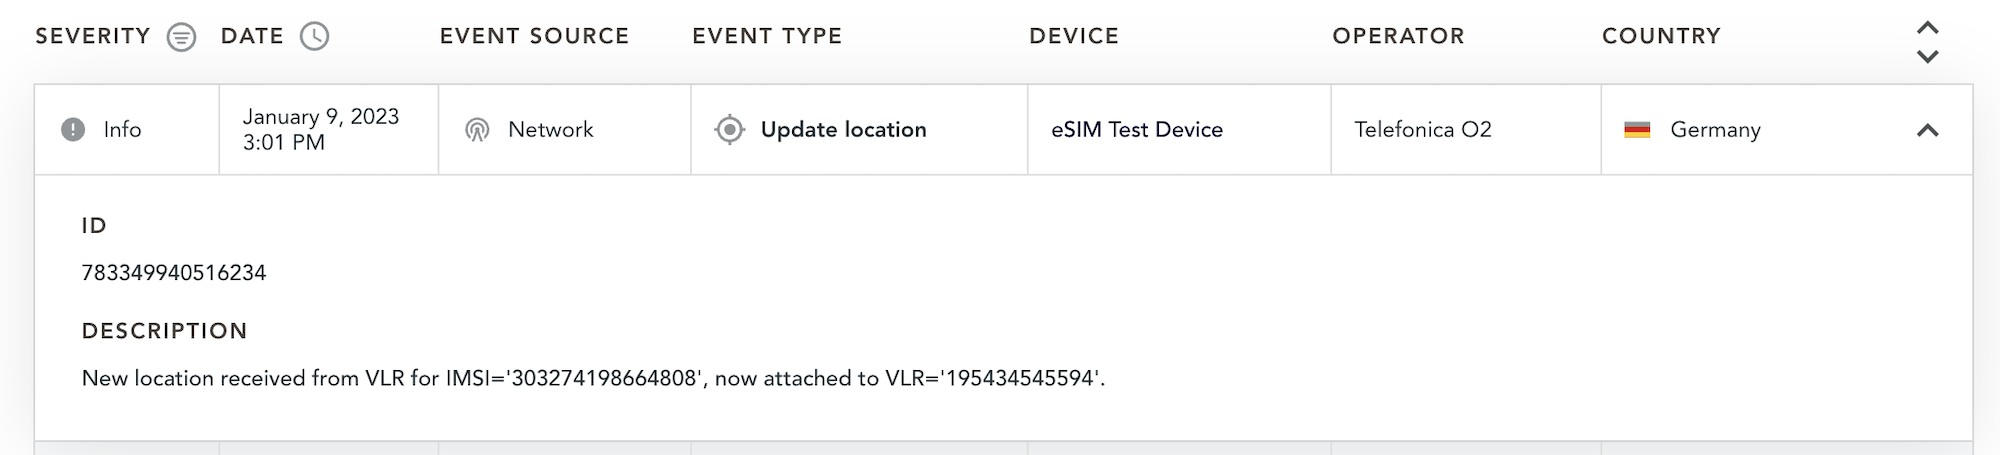 SEVERITY DATE EVENT SOURCE EVENT TYPE DEVICE OPERATOR COUNTRY
Info January 9, 2023 3:01 PM Network Update location eSIM Test Device Telefonica O2 Germany
ID
783349940516234
DESCRIPTION
New location received from VLR for IMSI='303274198664808', now attached to VLR='195434545594'.